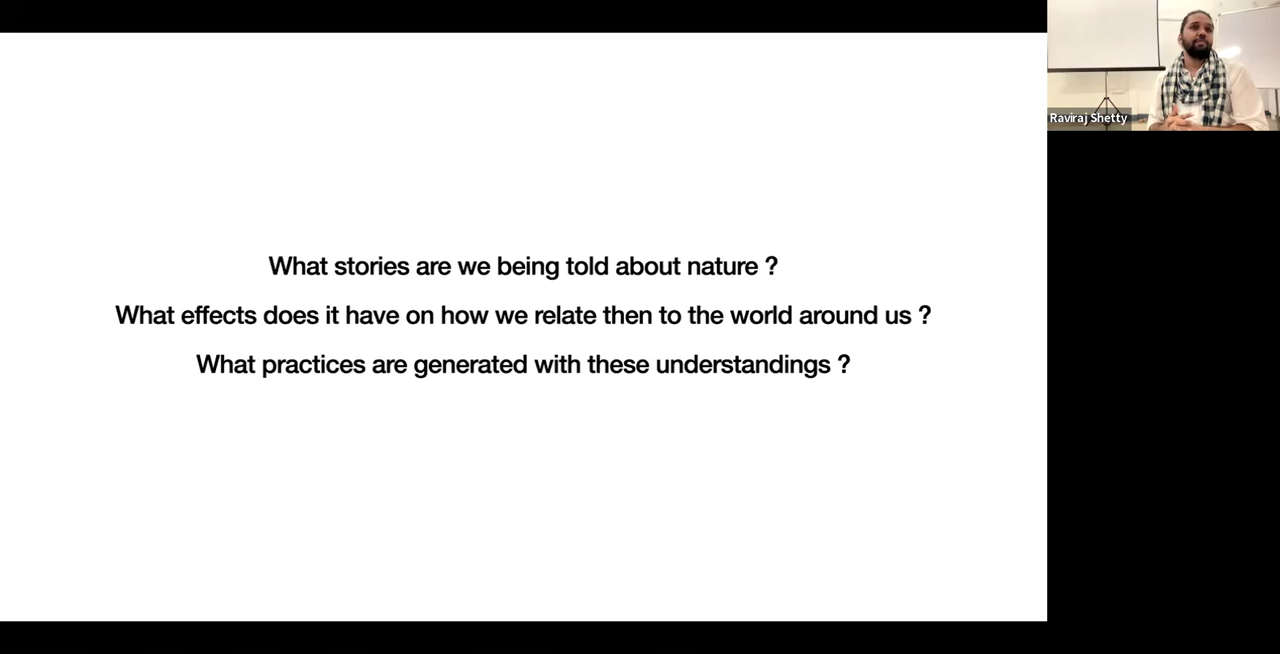 What stories are we being told about nature ?
What effects does it have on how we relate then to the world around us ?
What practices are generated with these understandings ?
Raviraj Shetty